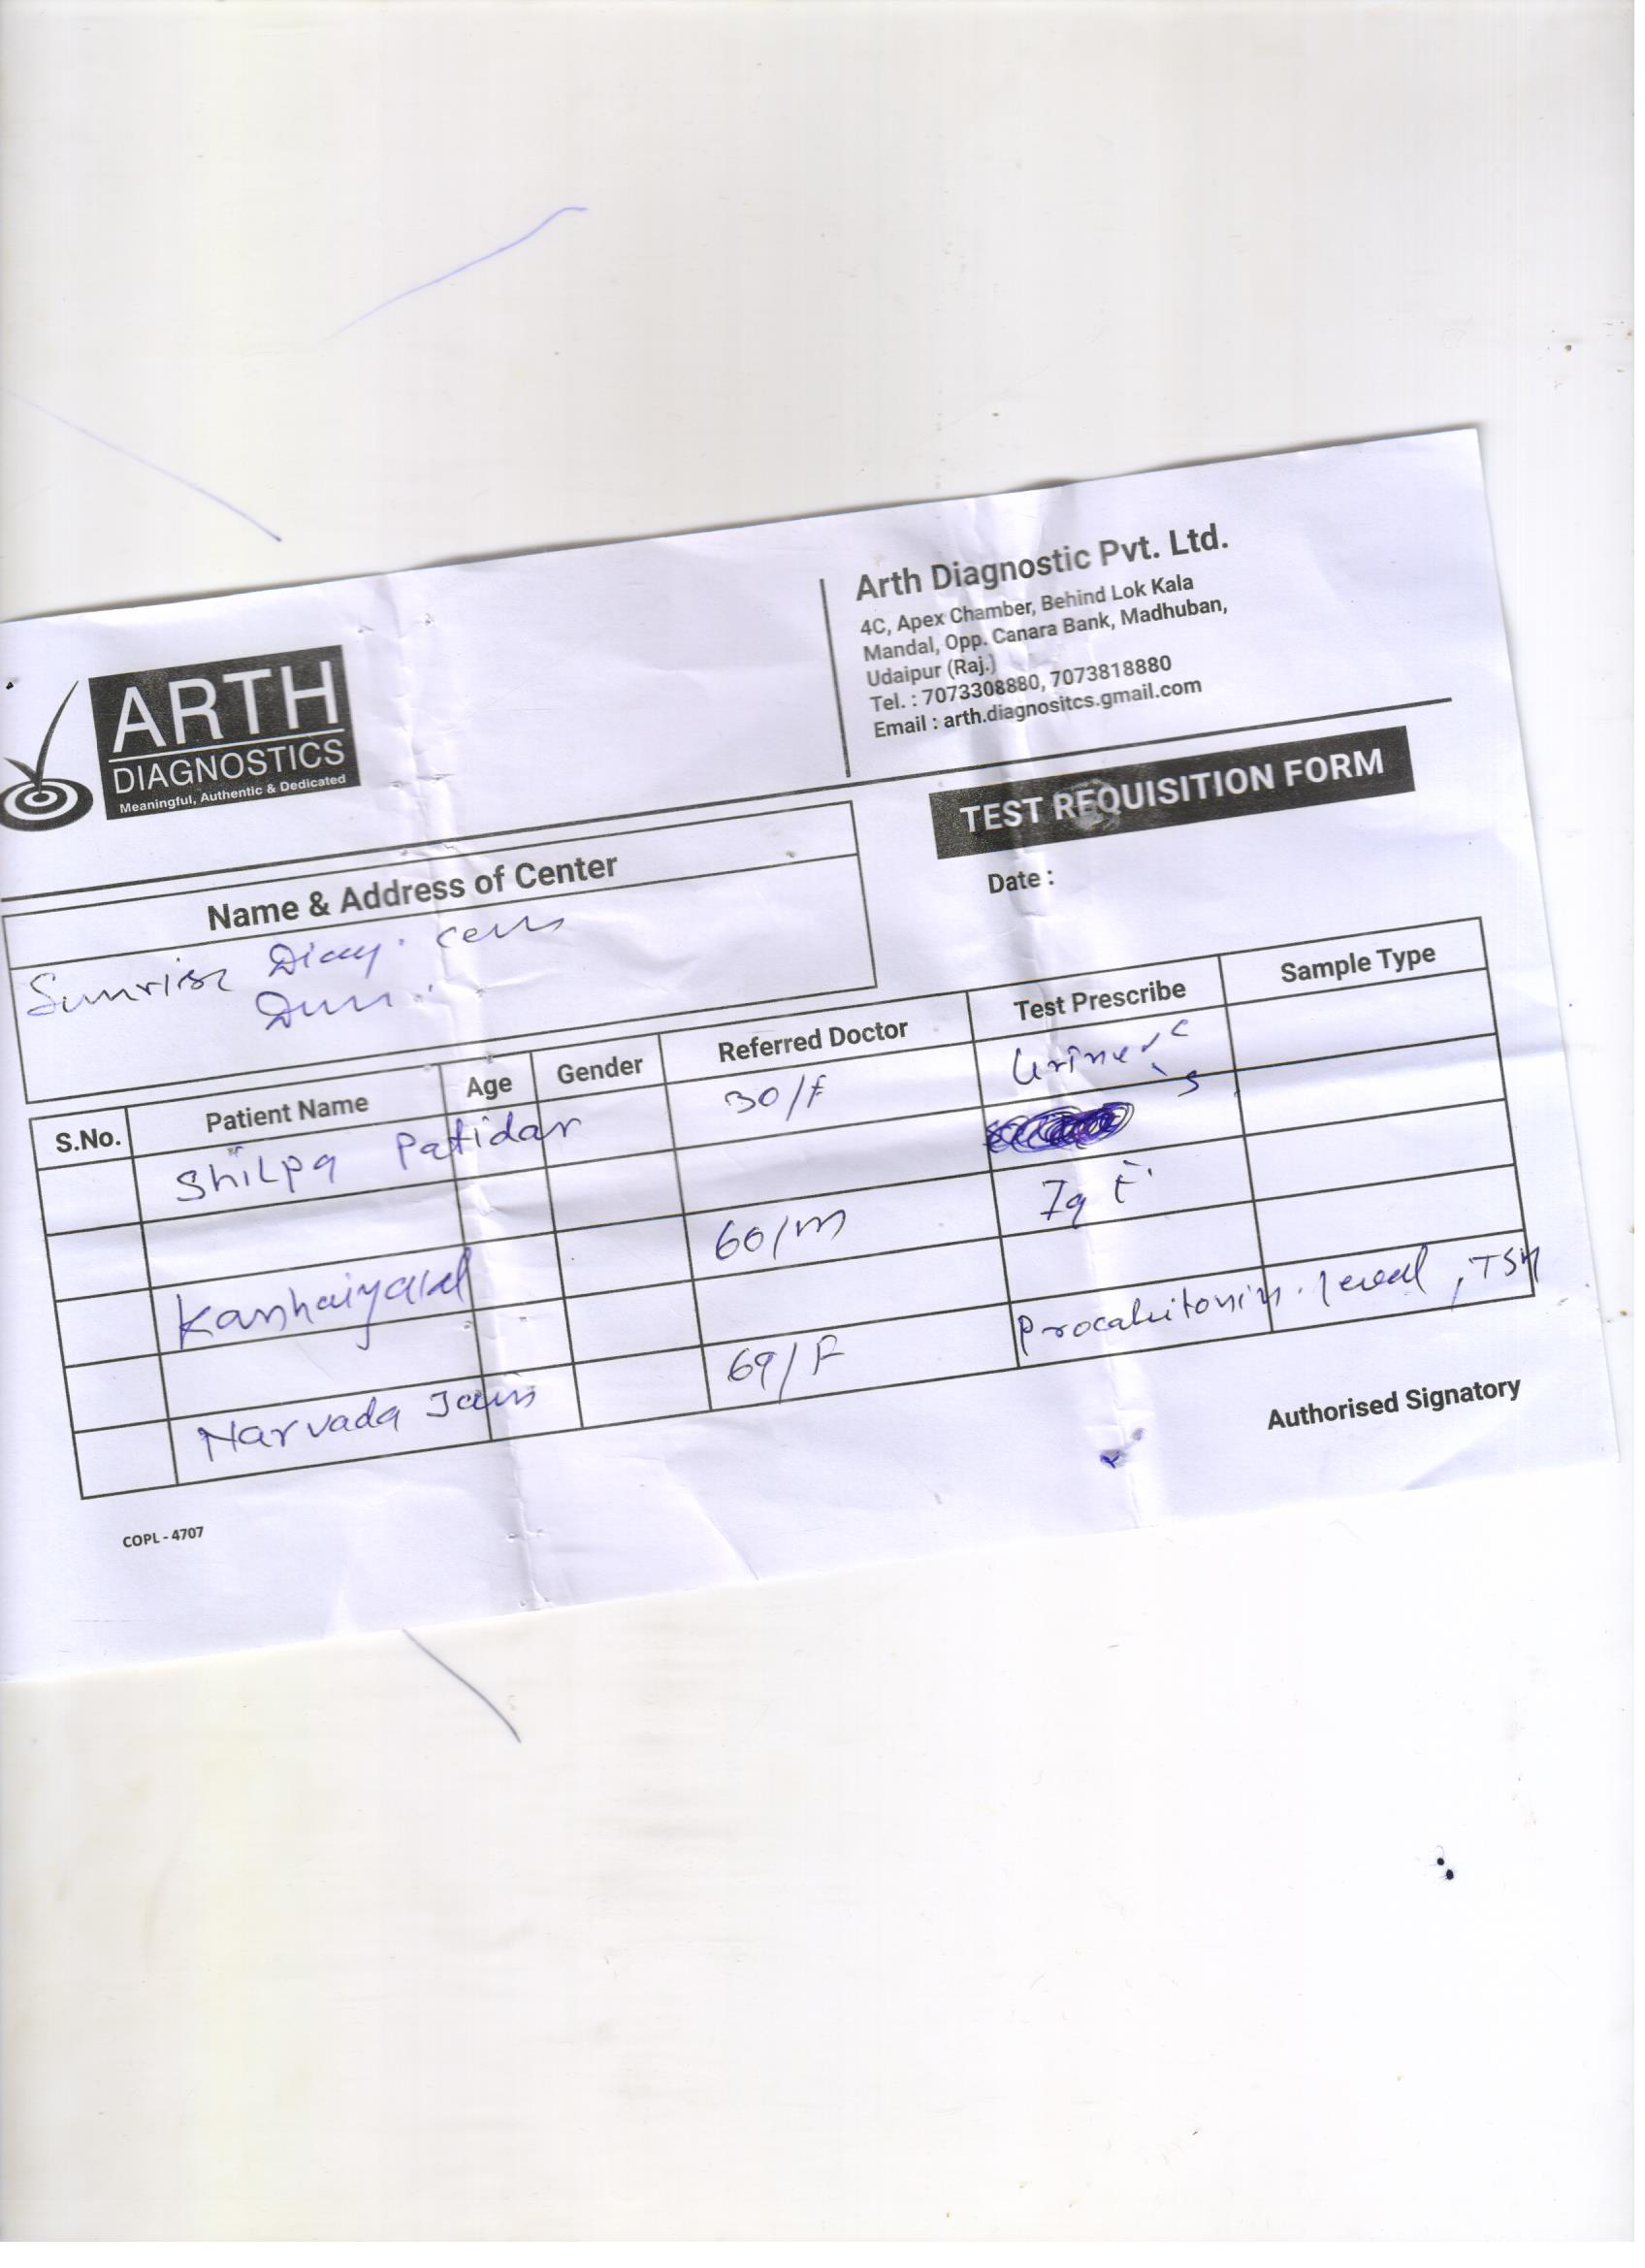 ARTH
DIAGNOSTICS
Meaningful, Authentic & Dedicated
Arth Diagnostic Pvt. Ltd.
4C, Apex Chamber, Behind Lok Kala
Mandal, Opp. Canara Bank, Madhuban,
Udaipur (Raj.)
Tel. : 7073308880, 7073818880
Email : arth.diagnositcs.gmail.com
TEST REQUISITION FORM
Date :
Name & Address of Center
Sunrise Diag.
S.No. Patient Name Age Gender Referred Doctor Test Prescribe Sample Type
Shilpa Patidar 30/F Urine c/s
Kanhaiyalal 60/m Ig E
Narvada Jain 69/F Procalcitonin level, TSH
Authorised Signatory
COPL - 4707